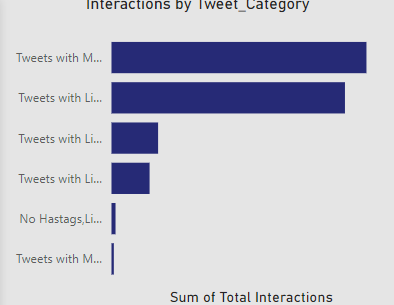 Interactions by Tweet_Category
Tweets with M...
Tweets with Li...
Tweets with Li...
Tweets with Li...
No Hastags,Li...
Tweets with M...
Sum of Total Interactions